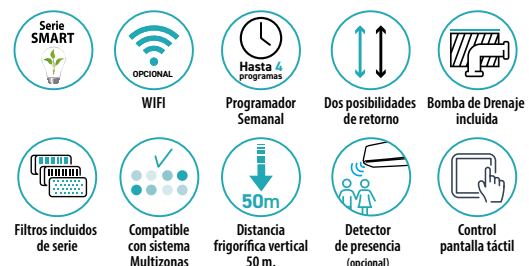 Serie
SMART
OPCIONAL
WIFI
Hasta 4
programas
Programador
Semanal
Dos posibilidades
de retorno
Bomba de Drenaje
incluida
Filtros incluidos
de serie
Compatible
con sistema
Multizonas
50m
Distancia
frigorífica vertical
50 m.
Detector
de presencia
(opcional)
Control
pantalla táctil